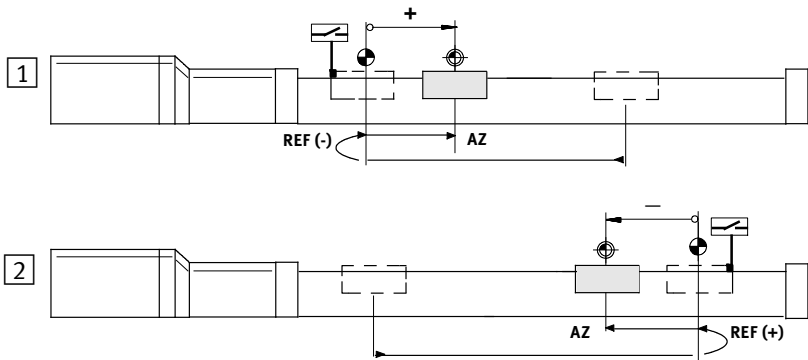 +
1
REF (-)
AZ
—
2
AZ
REF (+)